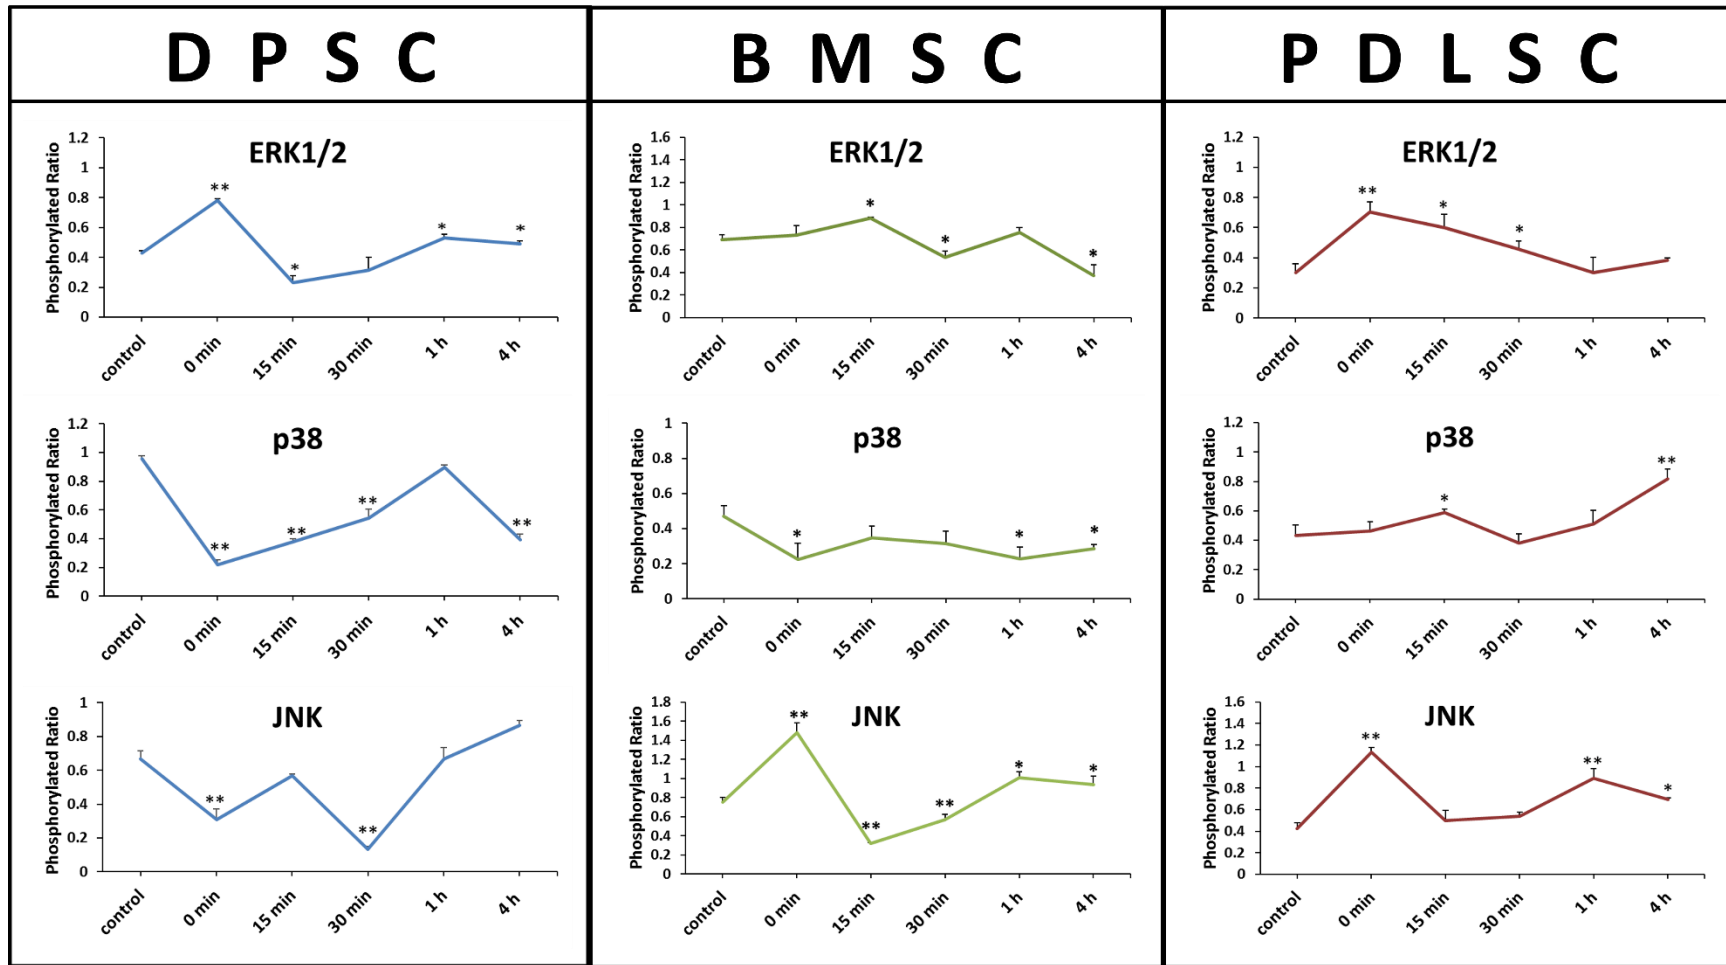 D P S C
B M S C
P D L S C
ERK1/2
Phosphorylated Ratio
1.2
1
0.8
0.6
0.4
0.2
0
**
*
*
*
control
0 min
15 min
30 min
1 h
4 h
p38
Phosphorylated Ratio
1.2
1
0.8
0.6
0.4
0.2
0
**
**
**
**
control
0 min
15 min
30 min
1 h
4 h
JNK
Phosphorylated Ratio
1
0.8
0.6
0.4
0.2
0
**
**
control
0 min
15 min
30 min
1 h
4 h
ERK1/2
Phosphorylated Ratio
1.6
1.4
1.2
1
0.8
0.6
0.4
0.2
0
*
*
*
control
0 min
15 min
30 min
1 h
4 h
p38
Phosphorylated Ratio
1
0.8
0.6
0.4
0.2
0
*
*
*
control
0 min
15 min
30 min
1 h
4 h
JNK
Phosphorylated Ratio
1.8
1.6
1.4
1.2
1
0.8
0.6
0.4
0.2
0
**
**
**
*
*
control
0 min
15 min
30 min
1 h
4 h
ERK1/2
Phosphorylated Ratio
1.2
1
0.8
0.6
0.4
0.2
0
**
*
*
control
0 min
15 min
30 min
1 h
4 h
p38
Phosphorylated Ratio
1.2
1
0.8
0.6
0.4
0.2
0
*
**
control
0 min
15 min
30 min
1 h
4 h
JNK
Phosphorylated Ratio
1.6
1.4
1.2
1
0.8
0.6
0.4
0.2
0
**
**
*
control
0 min
15 min
30 min
1 h
4 h